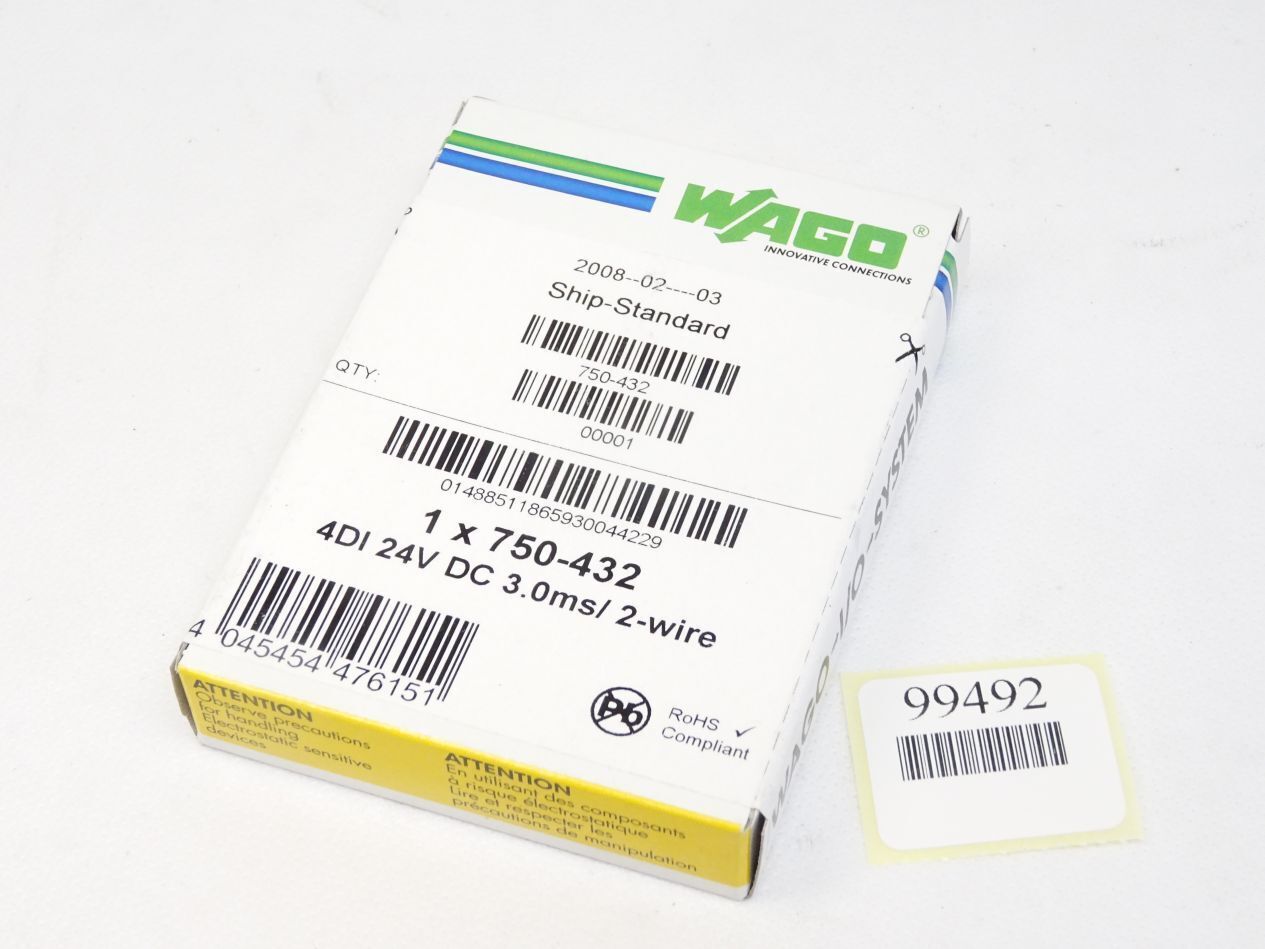 WAGO®
INNOVATIVE CONNECTIONS
2008--02----03
Ship-Standard
750-432
QTY:
00001
01488511865930044229
1 x 750-432
4DI 24V DC 3.0ms/ 2-wire
4 045454 476151
Pb
RoHS ✓
Compliant
ATTENTION
Observe precautions
for handling
Electrostatic sensitive
devices
ATTENTION
En utilisant des composants
à risque électrostatique
Lire et respecter les
précautions de manipulation
WAGO-I/O-SYSTEM
99492